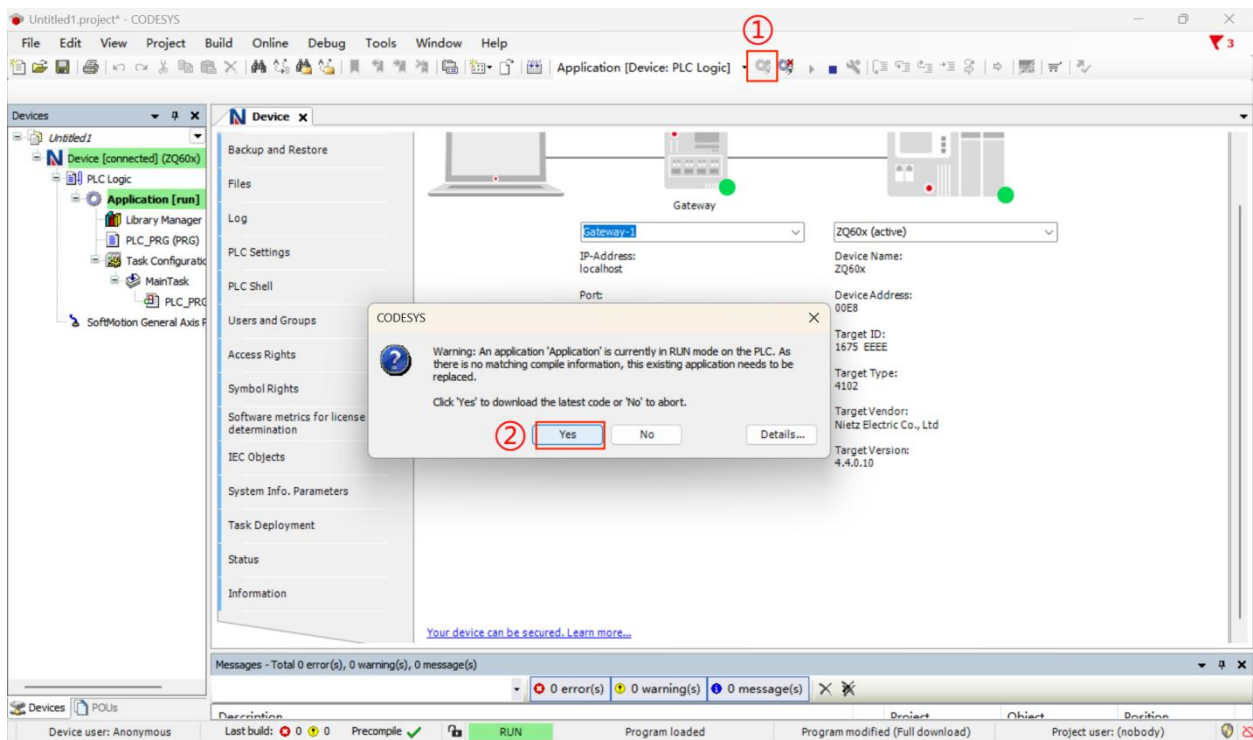 Untitled1.project* - CODESYS
File Edit View Project Build Online Debug Tools Window Help
3
①
Application [Device: PLC Logic]
Devices
Device
Untitled1
Device [connected] (ZQ60x)
PLC Logic
Application [run]
Library Manager
PLC_PRG (PRG)
Task Configuratic
MainTask
PLC_PRG
SoftMotion General Axis P
Backup and Restore
Files
Log
PLC Settings
PLC Shell
Users and Groups
Access Rights
Symbol Rights
Software metrics for license
determination
IEC Objects
System Info. Parameters
Task Deployment
Status
Information
Gateway
Gateway-1
IP-Address:
localhost
Port:
ZQ60x (active)
Device Name:
ZQ60x
Device Address:
00E8
Target ID:
1675 EEEE
Target Type:
4102
Target Vendor:
Nietz Electric Co., Ltd
Target Version:
4.4.0.10
CODESYS
Warning: An application 'Application' is currently in RUN mode on the PLC. As
there is no matching compile information, this existing application needs to be
replaced.
Click 'Yes' to download the latest code or 'No' to abort.
② Yes No Details...
Your device can be secured. Learn more...
Messages - Total 0 error(s), 0 warning(s), 0 message(s)
0 error(s) 0 warning(s) 0 message(s)
Description Project Object Position
Devices POUs
Device user: Anonymous Last build: 0 0 Precompile RUN Program loaded Program modified (Full download) Project user: (nobody)